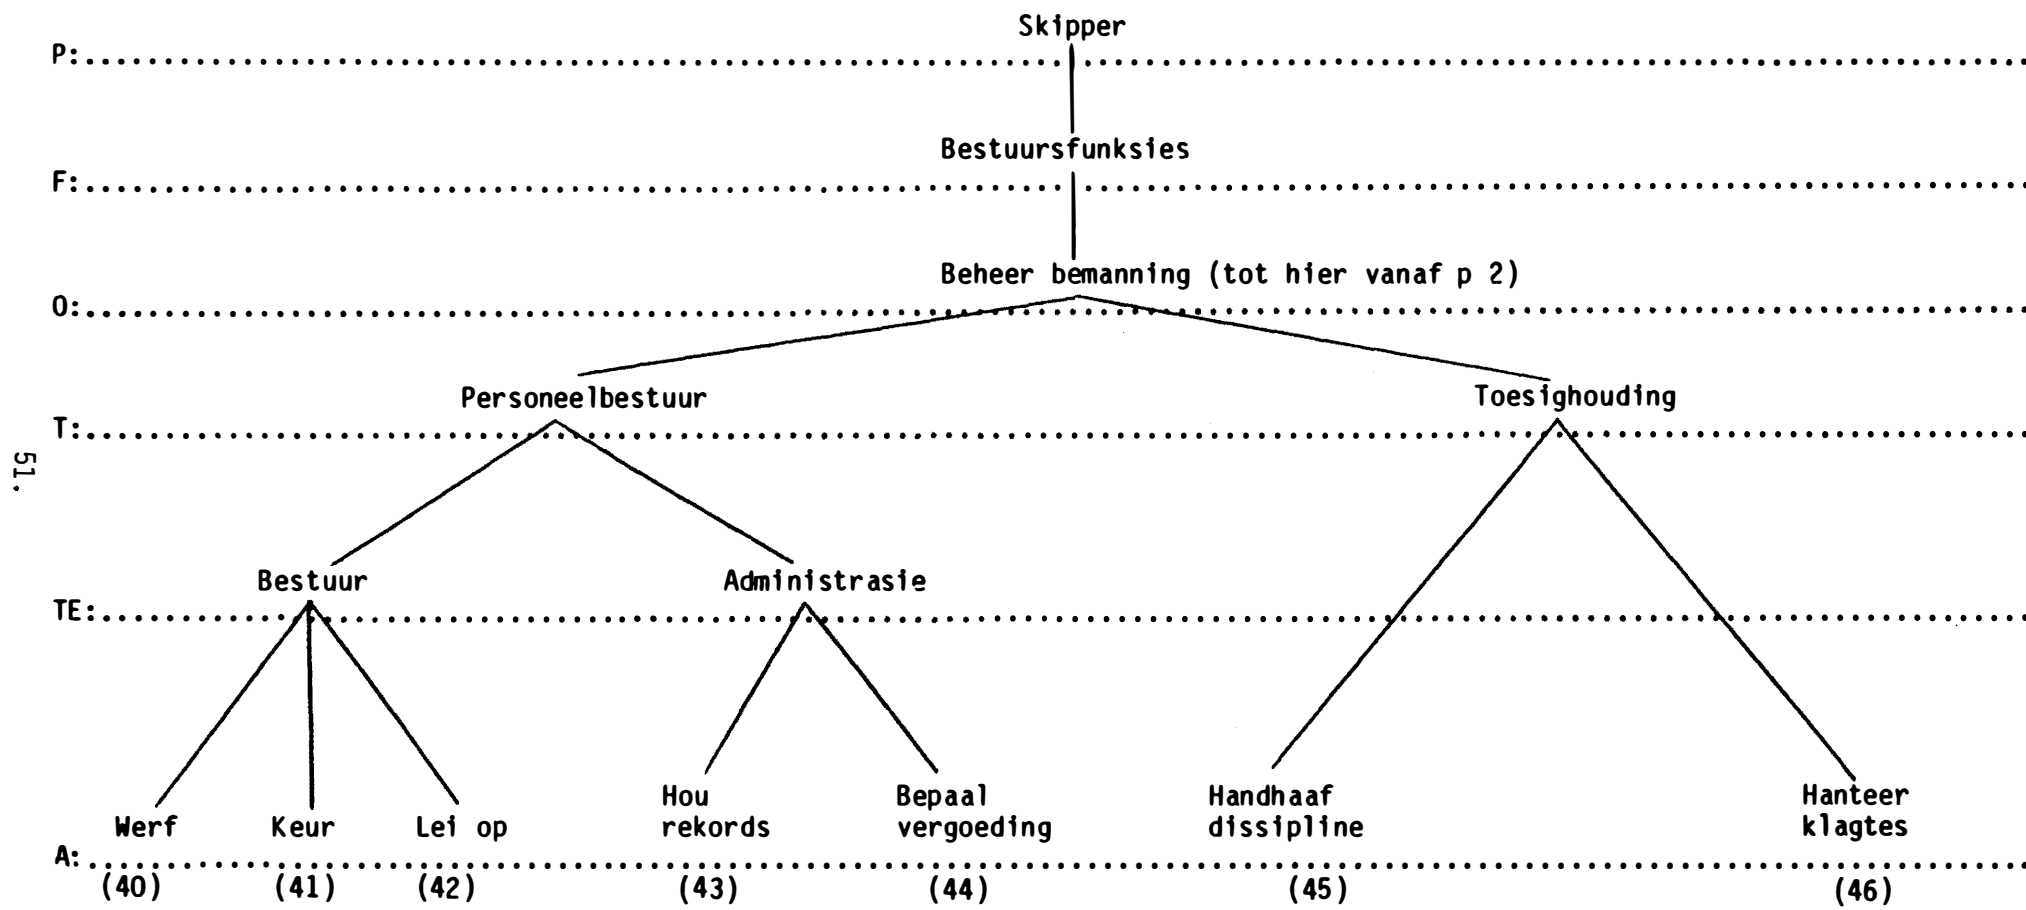 Skipper
P:
Bestuursfunksies
F:
Beheer bemanning (tot hier vanaf p 2)
O:
Personeelbestuur Toesighouding
T:
51.
Bestuur Administrasie
TE:
Hou Bepaal Handhaaf Hanteer
Werf Keur Lei op rekords vergoeding dissipline klagtes
A:
(40) (41) (42) (43) (44) (45) (46)